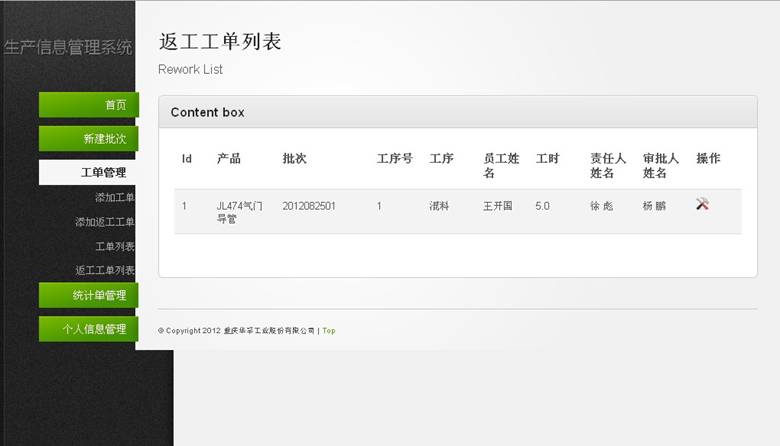 生产信息管理系统
首页
新建批次
工单管理
添加工单
添加返工工单
工单列表
返工工单列表
统计单管理
个人信息管理
返工工单列表
Rework List
Content box
Id 产品 批次 工序号 工序 员工姓名 工时 责任人姓名 审批人姓名 操作
1 JL474气门导管 2012082501 1 混料 王开国 5.0 徐 彪 杨 鹏
© Copyright 2012 重庆华孚工业股份有限公司 | Top